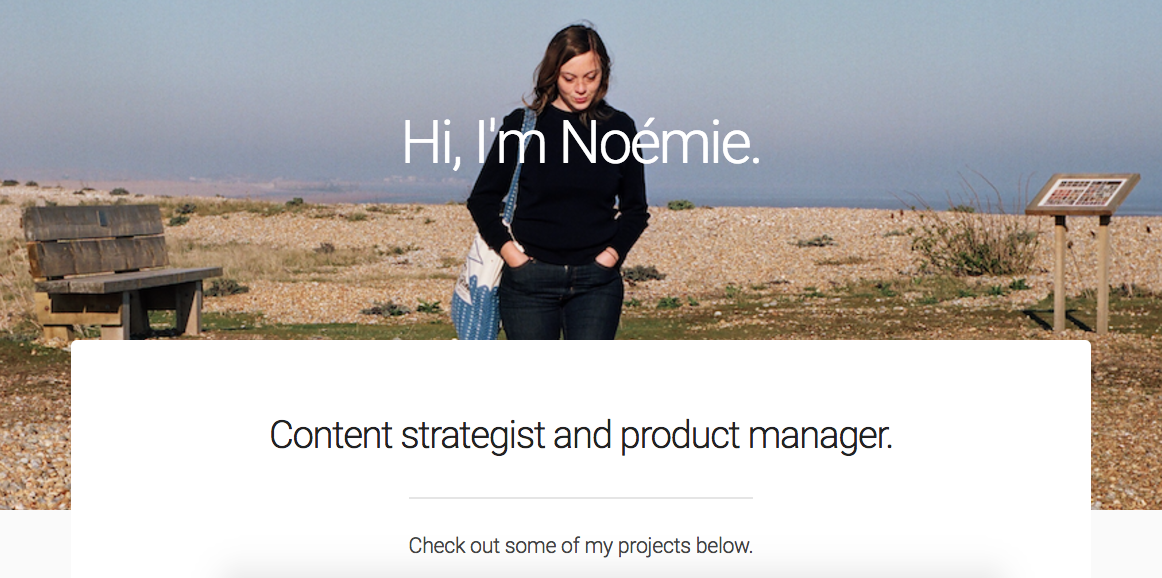 Hi, I'm Noémie.
Content strategist and product manager.
Check out some of my projects below.